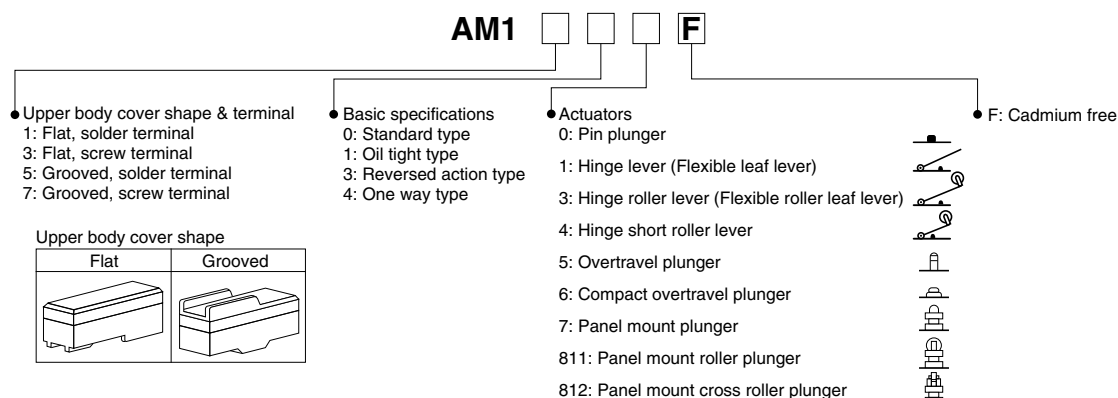 AM1 F
Upper body cover shape & terminal
1: Flat, solder terminal
3: Flat, screw terminal
5: Grooved, solder terminal
7: Grooved, screw terminal
Upper body cover shape
Flat Grooved
Basic specifications
0: Standard type
1: Oil tight type
3: Reversed action type
4: One way type
Actuators
0: Pin plunger
1: Hinge lever (Flexible leaf lever)
3: Hinge roller lever (Flexible roller leaf lever)
4: Hinge short roller lever
5: Overtravel plunger
6: Compact overtravel plunger
7: Panel mount plunger
811: Panel mount roller plunger
812: Panel mount cross roller plunger
F: Cadmium free